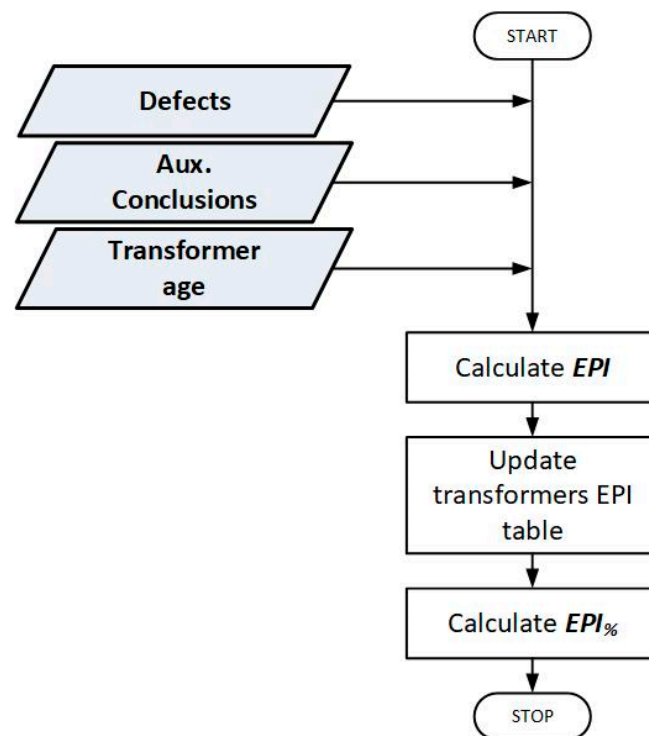 START
Defects
Aux.
Conclusions
Transformer
age
Calculate EPI
Update
transformers EPI
table
Calculate EPI%
STOP